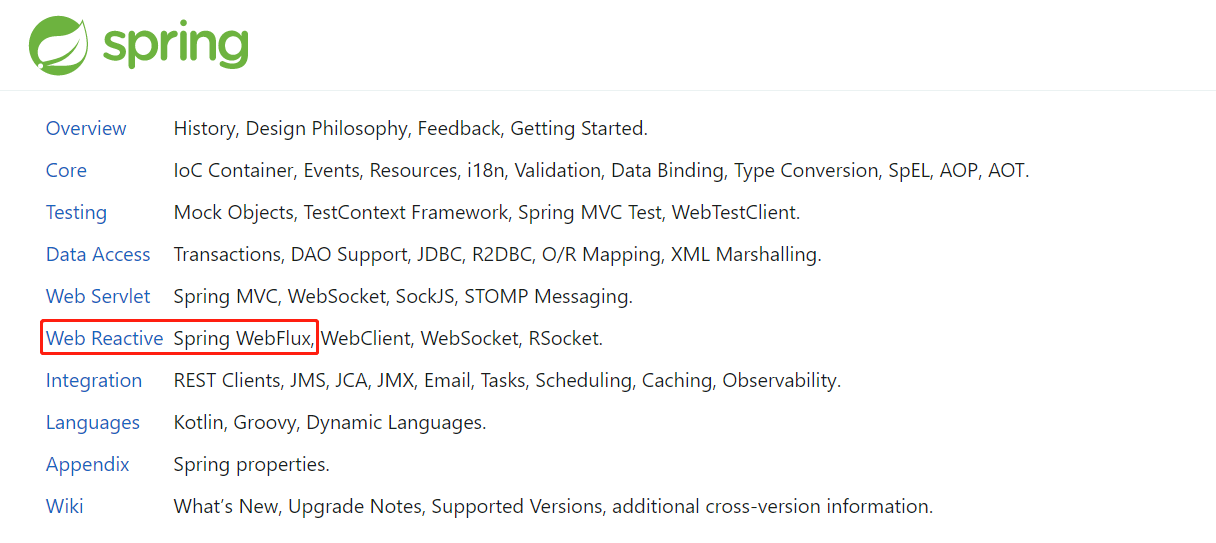 spring
Overview History, Design Philosophy, Feedback, Getting Started.
Core IoC Container, Events, Resources, i18n, Validation, Data Binding, Type Conversion, SpEL, AOP, AOT.
Testing Mock Objects, TestContext Framework, Spring MVC Test, WebTestClient.
Data Access Transactions, DAO Support, JDBC, R2DBC, O/R Mapping, XML Marshalling.
Web Servlet Spring MVC, WebSocket, SockJS, STOMP Messaging.
Web Reactive Spring WebFlux, WebClient, WebSocket, RSocket.
Integration REST Clients, JMS, JCA, JMX, Email, Tasks, Scheduling, Caching, Observability.
Languages Kotlin, Groovy, Dynamic Languages.
Appendix Spring properties.
Wiki What’s New, Upgrade Notes, Supported Versions, additional cross-version information.